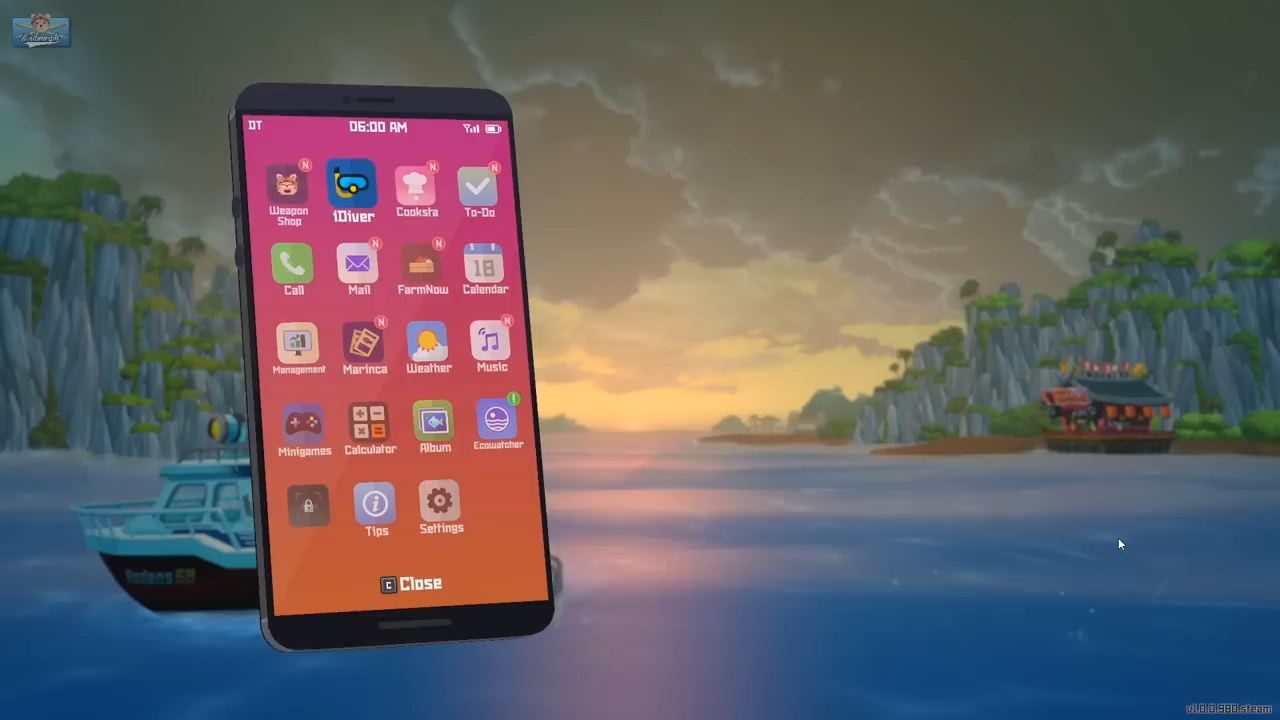 DT
06:00 AM
N
N
N
Weapon
Shop
iDiver
Cooksta
To-Do
N
N
18
Call
Mail
FarmNow
Calendar
N
N
Management
Marinca
Weather
Music
!
Minigames
Calculator
Album
Ecowatcher
i
Tips
Settings
C Close
v1.0.0.980.steam